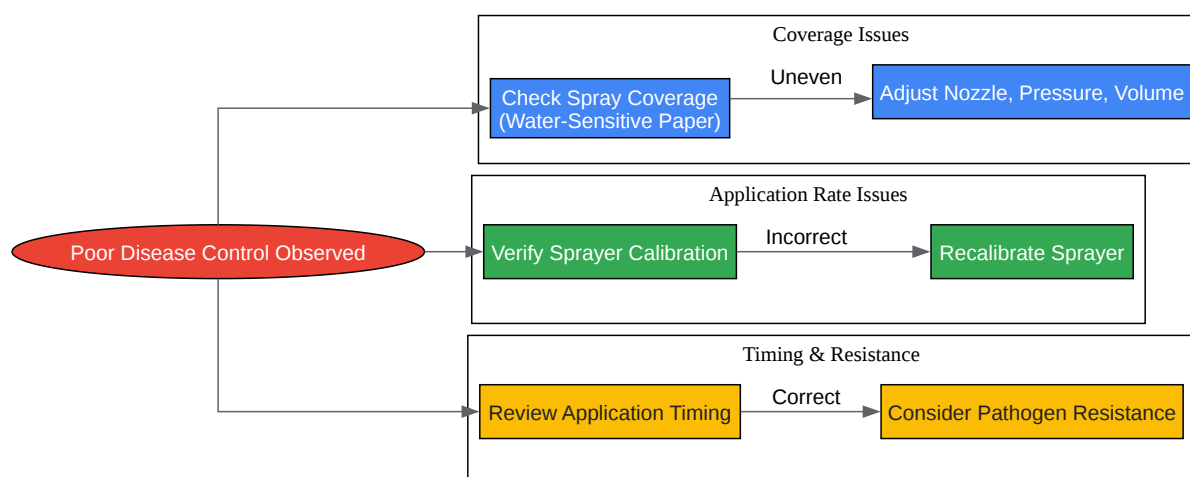 Coverage Issues
Check Spray Coverage
(Water-Sensitive Paper)
Uneven
Adjust Nozzle, Pressure, Volume
Application Rate Issues
Poor Disease Control Observed
Verify Sprayer Calibration
Incorrect
Recalibrate Sprayer
Timing & Resistance
Review Application Timing
Correct
Consider Pathogen Resistance